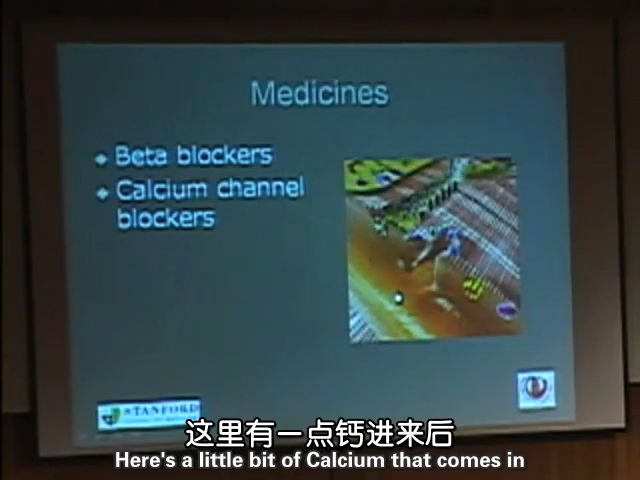 Medicines
Beta blockers
Calcium channel
blockers
STANFORD
这里有一点钙进来后
Here's a little bit of Calcium that comes in